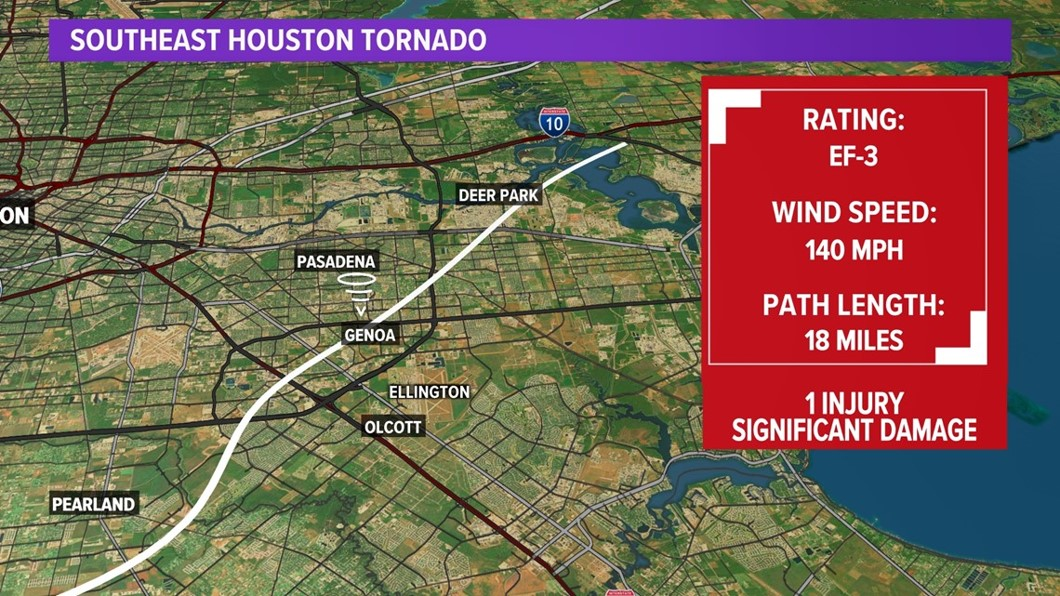 SOUTHEAST HOUSTON TORNADO
RATING:
EF-3
WIND SPEED:
140 MPH
PATH LENGTH:
18 MILES
1 INJURY
SIGNIFICANT DAMAGE
10
DEER PARK
ON
PASADENA
GENOA
ELLINGTON
OLCOTT
PEARLAND